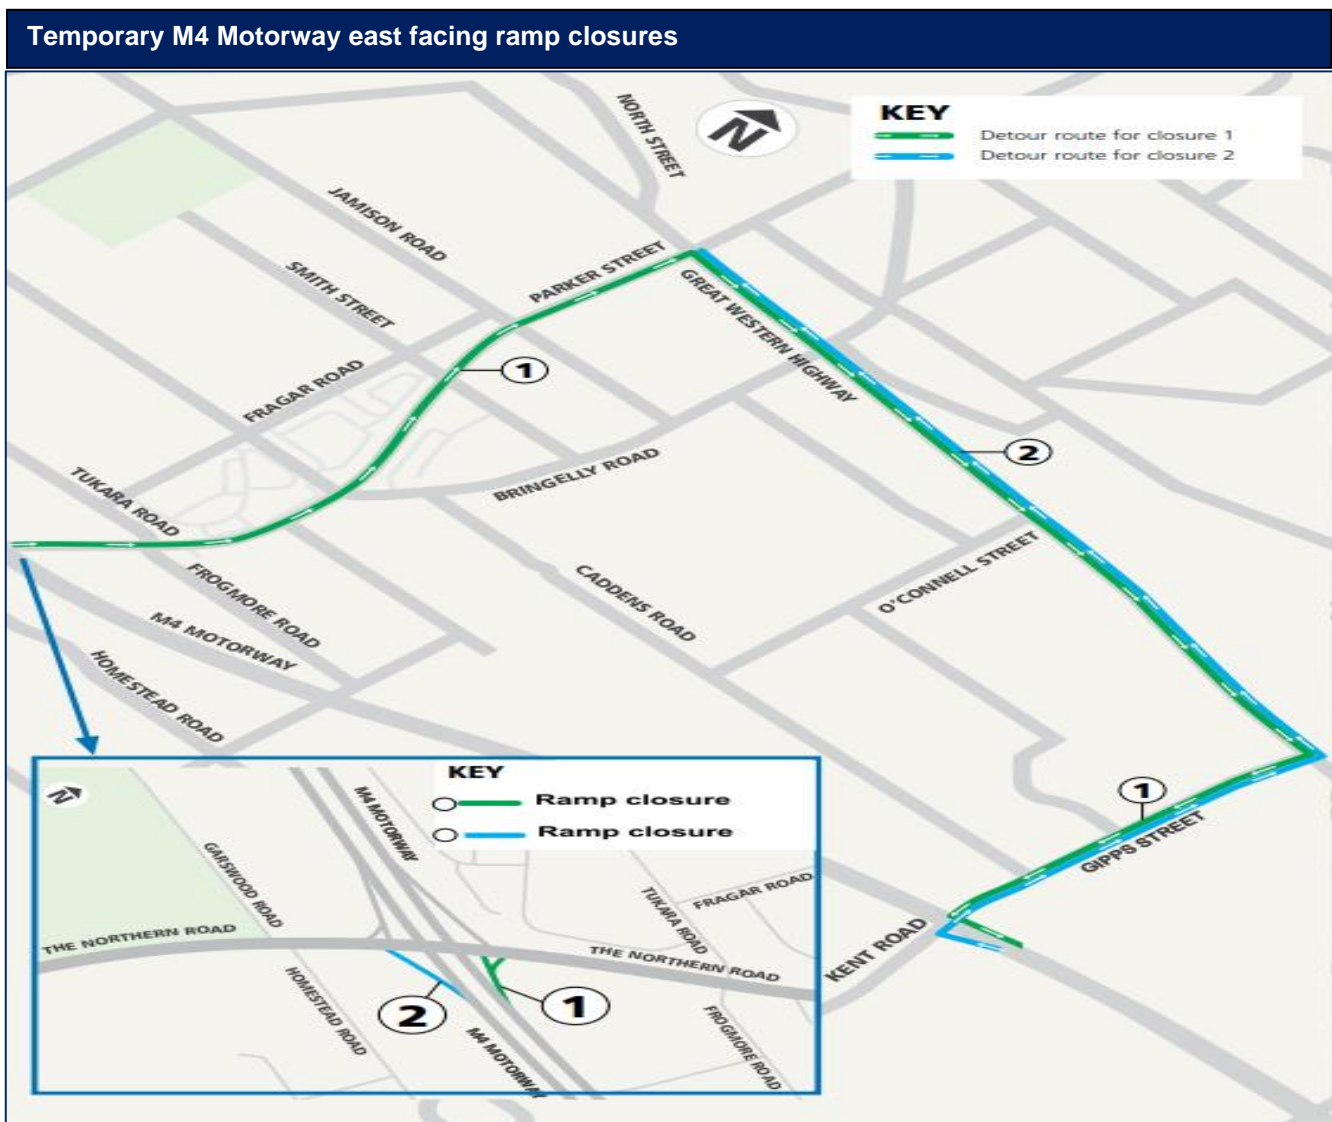 Temporary M4 Motorway east facing ramp closures
NORTH STREET
N
KEY
Detour route for closure 1
Detour route for closure 2
JAMISON ROAD
SMITH STREET
PARKER STREET
GREAT WESTERN HIGHWAY
FRAGAR ROAD
1
2
BRINGELLY ROAD
TUKARA ROAD
FROGMORE ROAD
CADDENS ROAD
O'CONNELL STREET
M4 MOTORWAY
HOMESTEAD ROAD
1
GIPPS STREET
KENT ROAD
KEY
Ramp closure
Ramp closure
N
M4 MOTORWAY
GARSWOOD ROAD
TUKARA ROAD
FRAGAR ROAD
THE NORTHERN ROAD
THE NORTHERN ROAD
HOMESTEAD ROAD
2
1
M4 MOTORWAY
FROGMORE ROAD